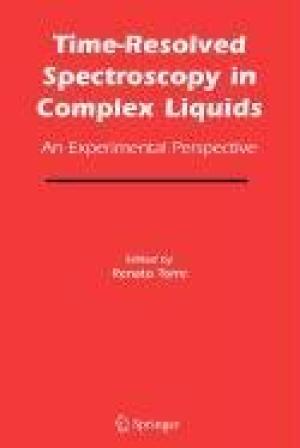 Time-Resolved
Spectroscopy in
Complex Liquids
An Experimental Perspective
Edited by
Renato Torre
Springer